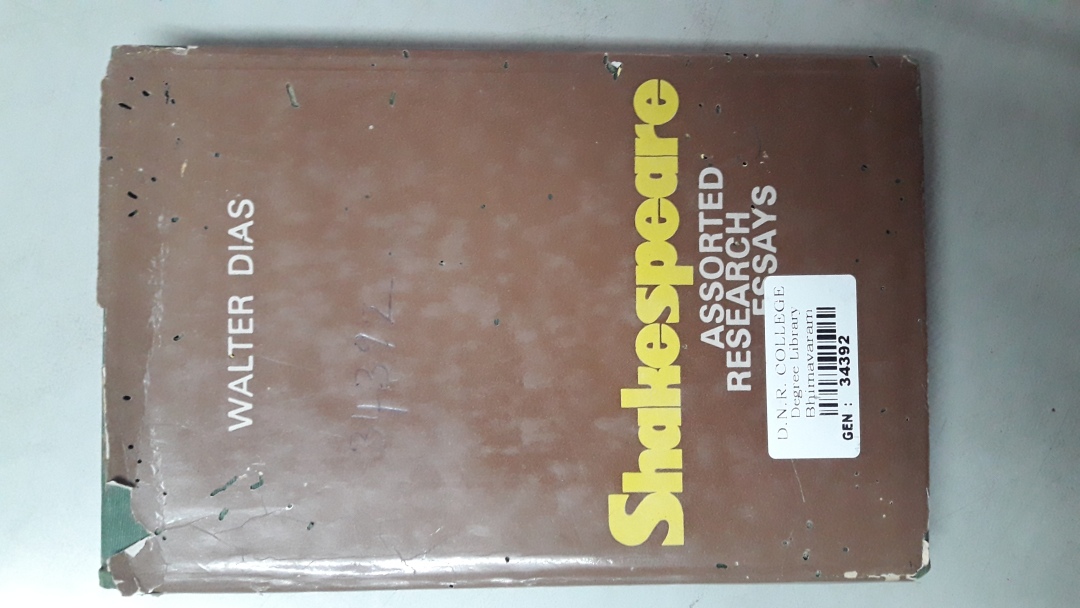 WALTER DIAS
34392
Shakespeare
ASSORTED
RESEARCH
ESSAYS
D.N.R. COLLEGE
Degree Library
Bhimavaram
GEN : 34392